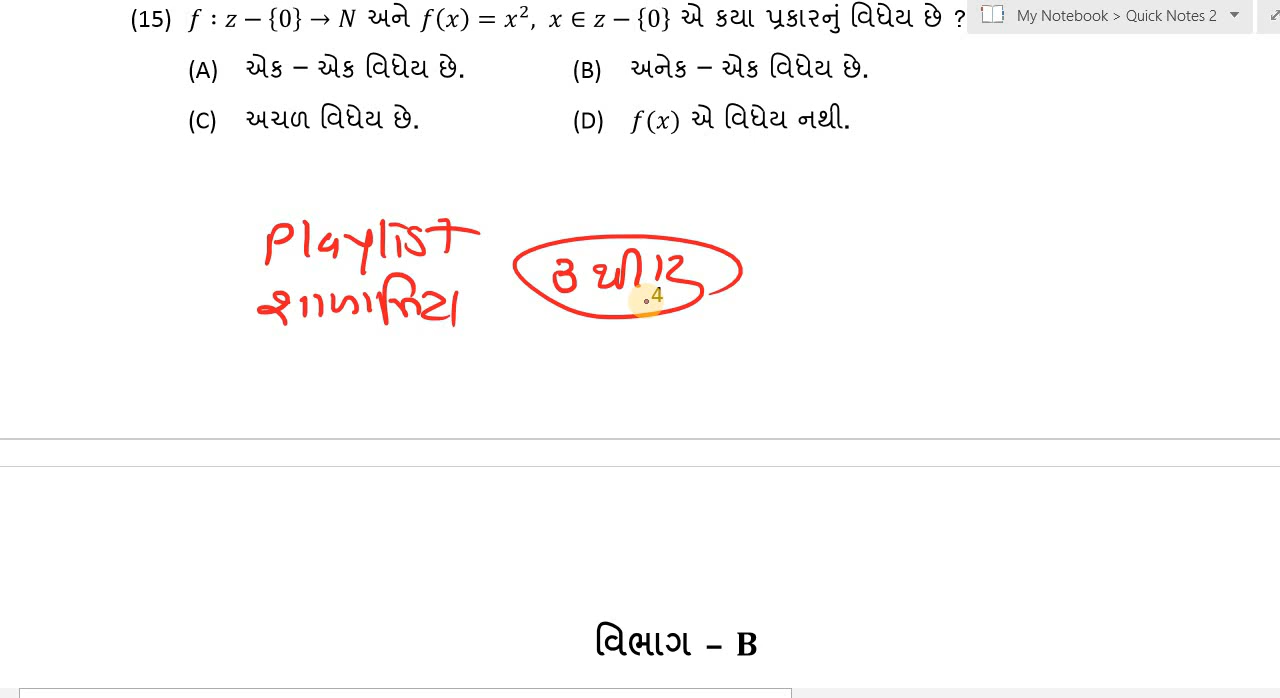 (15) f : z – {0} → N અને f(x) = x², x ∈ z – {0} એ કયા પ્રકારનું વિધેય છે ?
My Notebook > Quick Notes 2
(A) એક – એક વિધેય છે. (B) અનેક – એક વિધેય છે.
(C) અચળ વિધેય છે. (D) f(x) એ વિધેય નથી.
Playlist
3 થી 12
4
વિભાગ – B